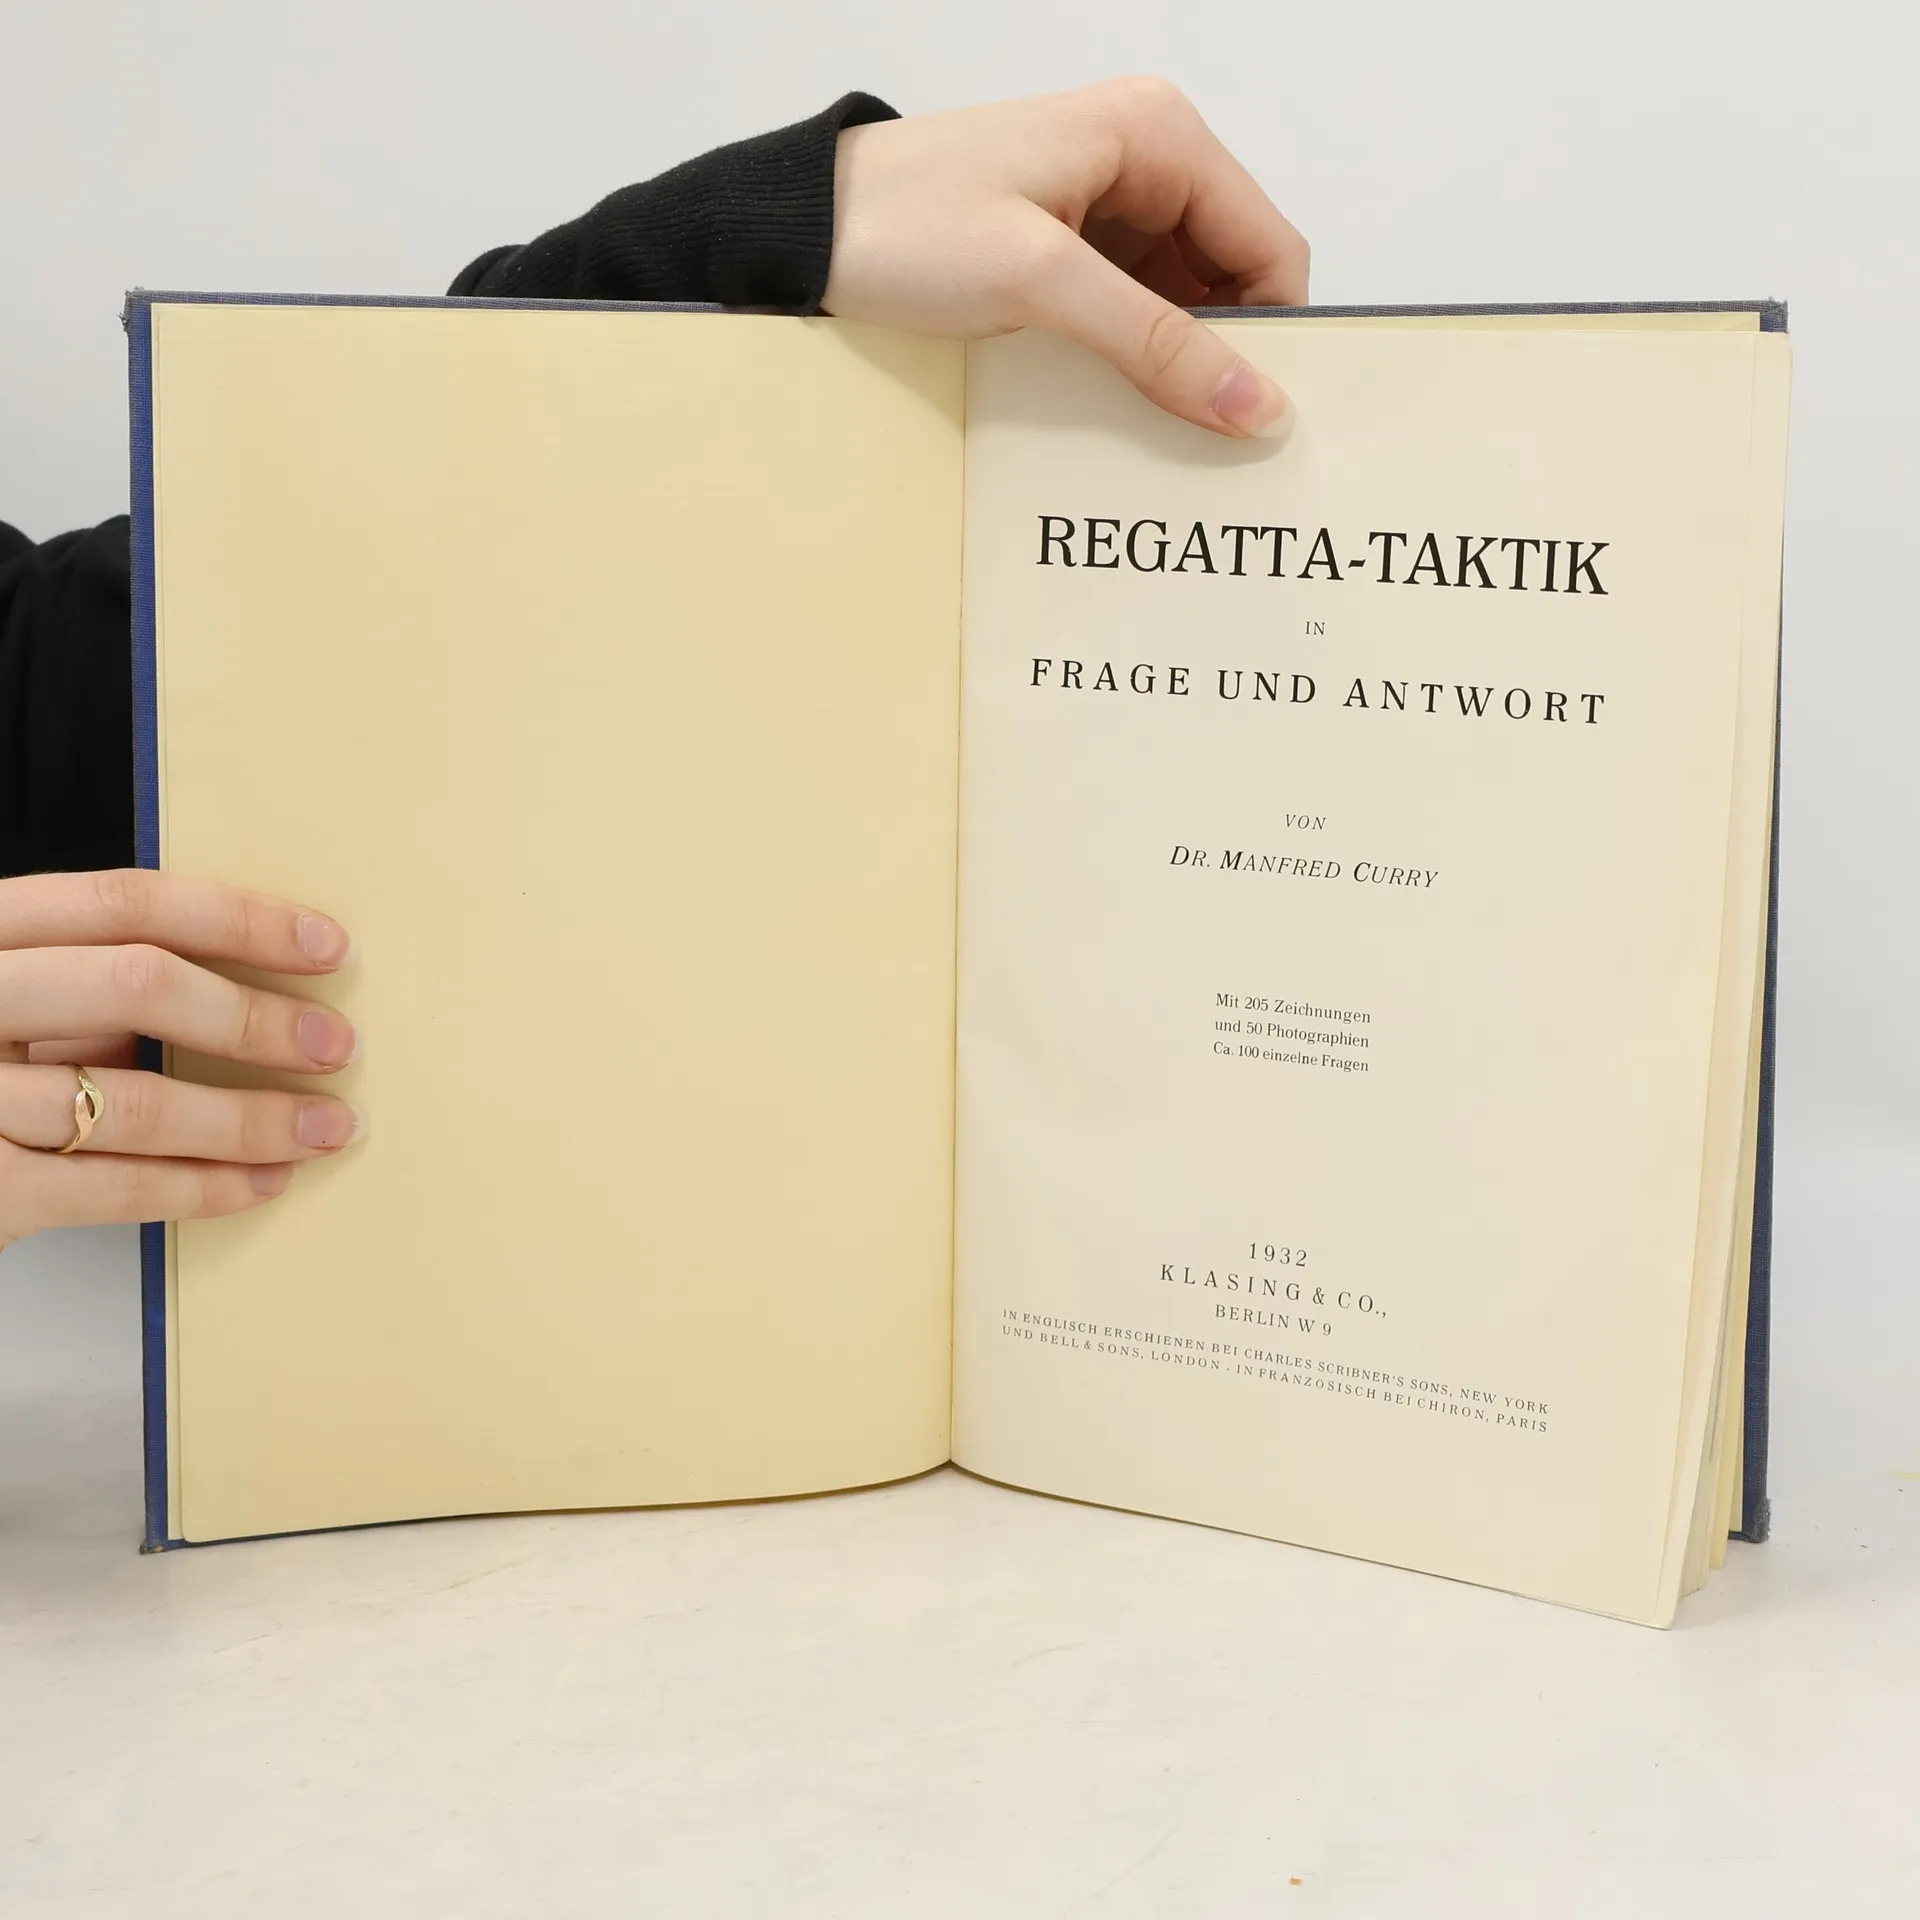 REGATTA-TAKTIK
IN
FRAGE UND ANTWORT
VON
DR. MANFRED CURRY
Mit 205 Zeichnungen
und 50 Photographien
Ca. 100 einzelne Fragen
1932
KLASING & CO.,
BERLIN W 9
IN ENGLISCH ERSCHIENEN BEI CHARLES SCRIBNER'S SONS, NEW YORK
UND BELL & SONS, LONDON · IN FRANZÖSISCH BEI CHIRON, PARIS